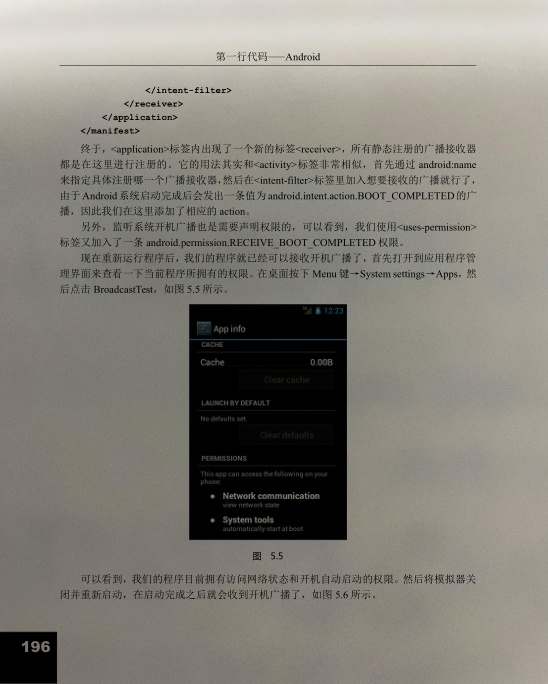 第一行代码——Android
</intent-filter>
</receiver>
</application>
</manifest>
终于，<application>标签内出现了一个新的标签<receiver>，所有静态注册的广播接收器
都是在这里进行注册的。它的用法其实和<activity>标签非常相似，首先通过 android:name
来指定具体注册哪一个广播接收器，然后在<intent-filter>标签里加入想要接收的广播就行了，
由于 Android 系统启动完成后会发出一条值为 android.intent.action.BOOT_COMPLETED 的广
播，因此我们在这里添加了相应的 action。
另外，监听系统开机广播也是需要声明权限的，可以看到，我们使用<uses-permission>
标签又加入了一条 android.permission.RECEIVE_BOOT_COMPLETED 权限。
现在重新运行程序后，我们的程序就已经可以接收开机广播了，首先打开到应用程序管
理界面来查看一下当前程序所拥有的权限。在桌面按下 Menu 键→System settings→Apps，然
后点击 BroadcastTest，如图 5.5 所示。
12:23
App info
CACHE
Cache 0.00B
Clear cache
LAUNCH BY DEFAULT
No defaults set.
Clear defaults
PERMISSIONS
This app can access the following on your
phone:
• Network communication
view network state
• System tools
automatically start at boot
图 5.5
可以看到，我们的程序目前拥有访问网络状态和开机自动启动的权限。然后将模拟器关
闭并重新启动，在启动完成之后就会收到开机广播了，如图 5.6 所示。
196